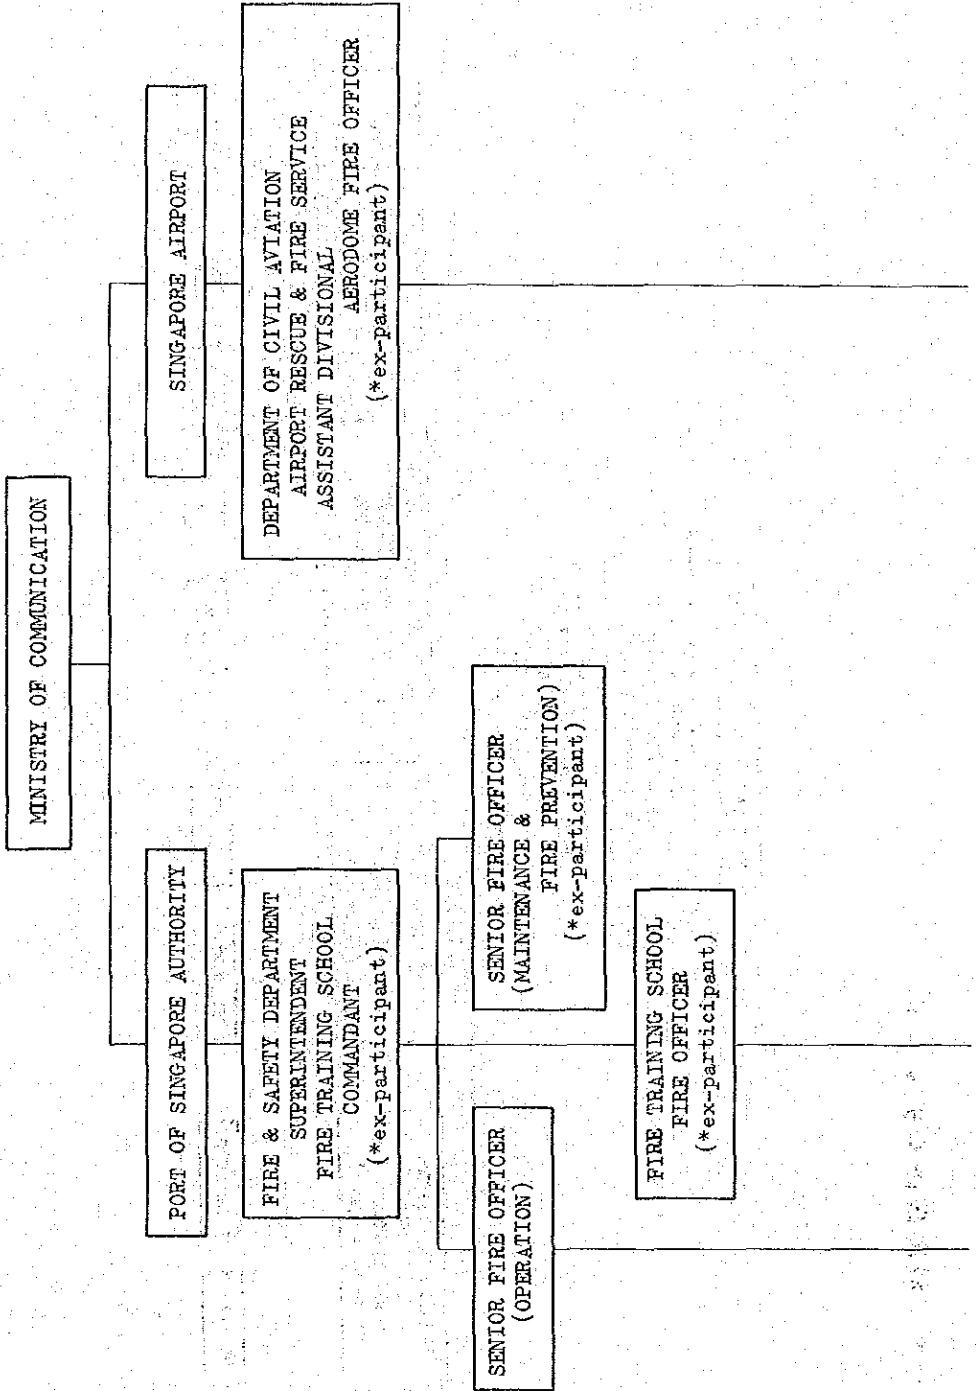 MINISTRY OF COMMUNICATION
PORT OF SINGAPORE AUTHORITY
SINGAPORE AIRPORT
FIRE & SAFETY DEPARTMENT
SUPERINTENDENT
FIRE TRAINING SCHOOL
COMMANDANT
(*ex-participant)
DEPARTMENT OF CIVIL AVIATION
AIRPORT RESCUE & FIRE SERVICE
ASSISTANT DIVISIONAL
AERODOME FIRE OFFICER
(*ex-participant)
SENIOR FIRE OFFICER
(OPERATION)
SENIOR FIRE OFFICER
(MAINTENANCE &
FIRE PREVENTION)
(*ex-participant)
FIRE TRAINING SCHOOL
FIRE OFFICER
(*ex-participant)